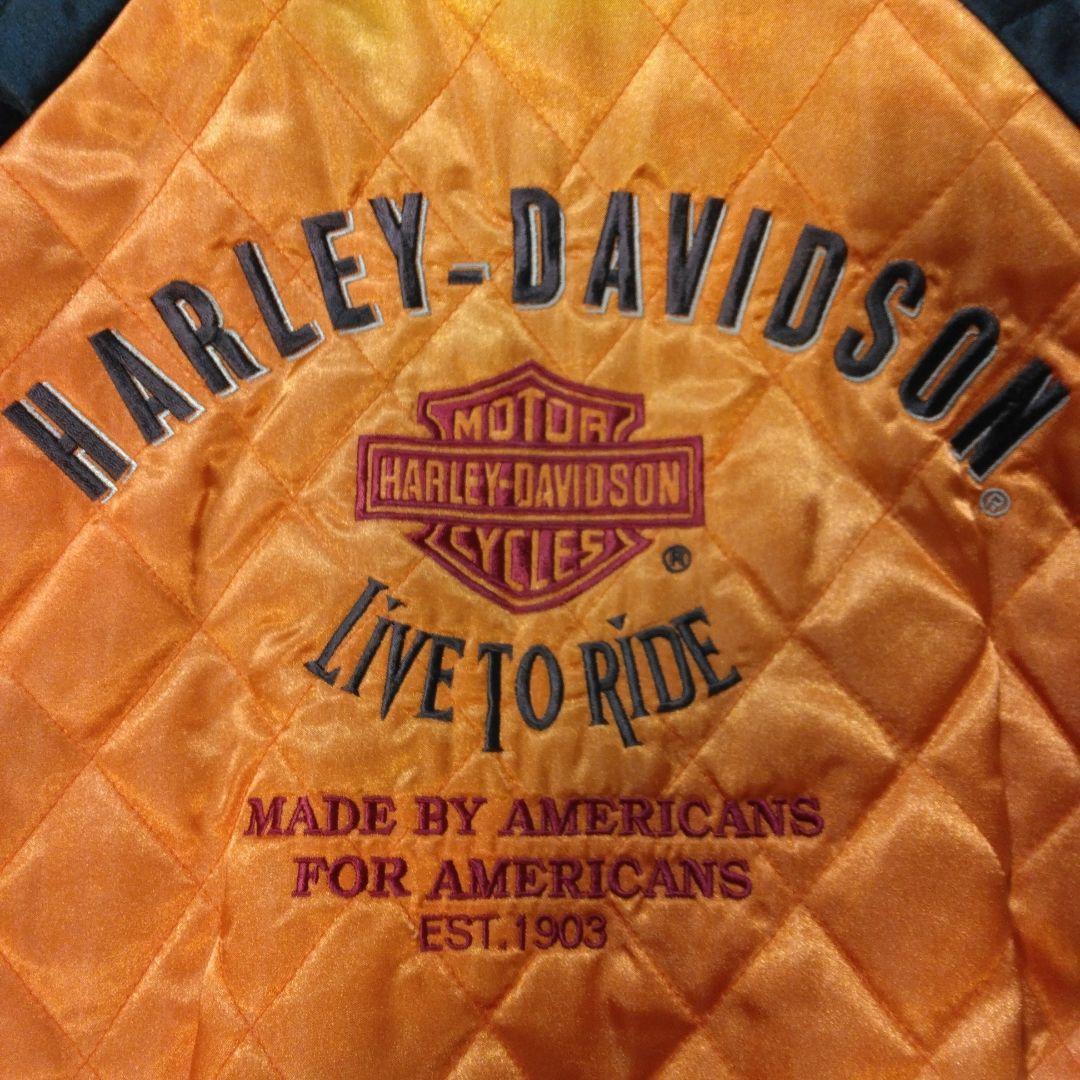 HARLEY-DAVIDSON®
MOTOR
HARLEY-DAVIDSON
CYCLES
®
LIVE TO RIDE
MADE BY AMERICANS
FOR AMERICANS
EST.1903